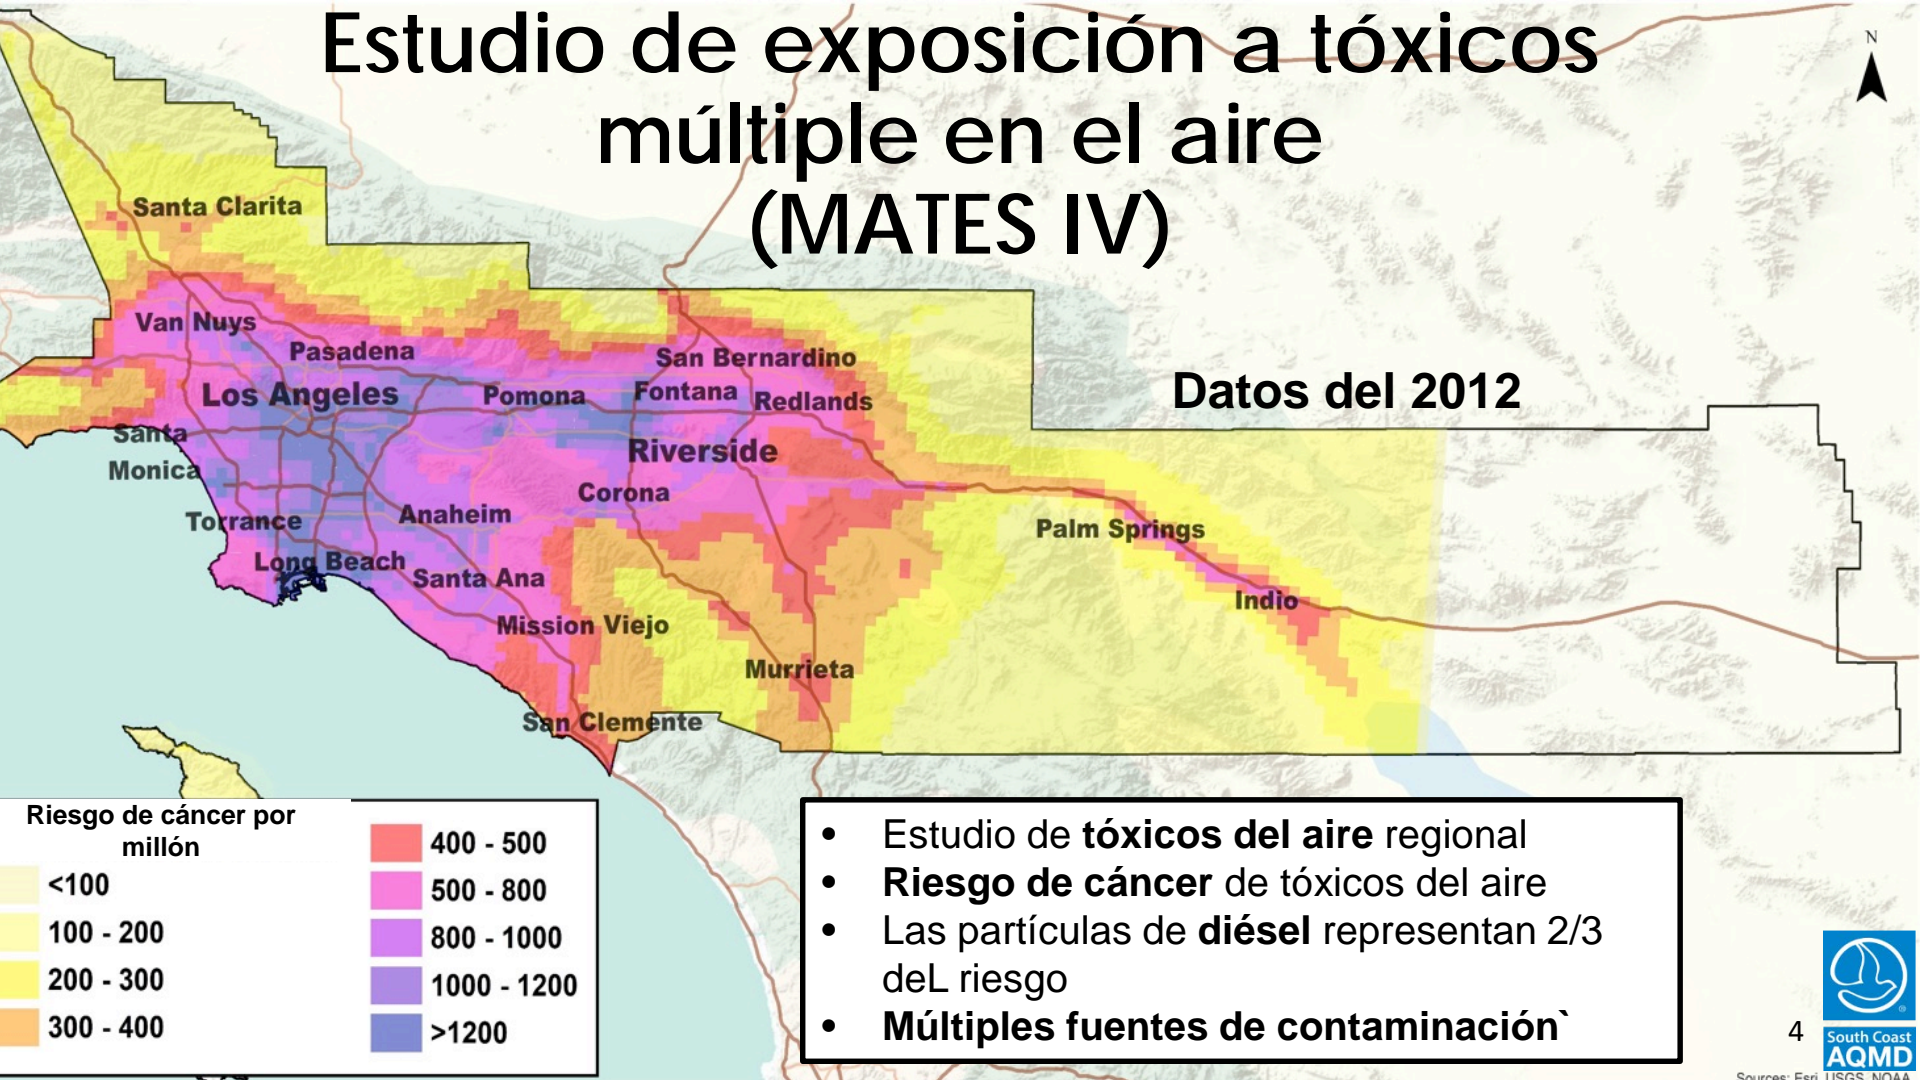 Estudio de exposición a tóxicos
múltiple en el aire
(MATES IV)
N
Santa Clarita
Van Nuys
Pasadena
San Bernardino
Los Angeles
Pomona
Fontana
Redlands
Datos del 2012
Santa
Monica
Riverside
Corona
Torrance
Anaheim
Palm Springs
Long Beach
Santa Ana
Indio
Mission Viejo
Murrieta
San Clemente
Riesgo de cáncer por
millón
<100
100 - 200
200 - 300
300 - 400
400 - 500
500 - 800
800 - 1000
1000 - 1200
>1200
• Estudio de tóxicos del aire regional
• Riesgo de cáncer de tóxicos del aire
• Las partículas de diésel representan 2/3
deL riesgo
• Múltiples fuentes de contaminación`
4
South Coast
AQMD
Sources: Esri, USGS, NOAA